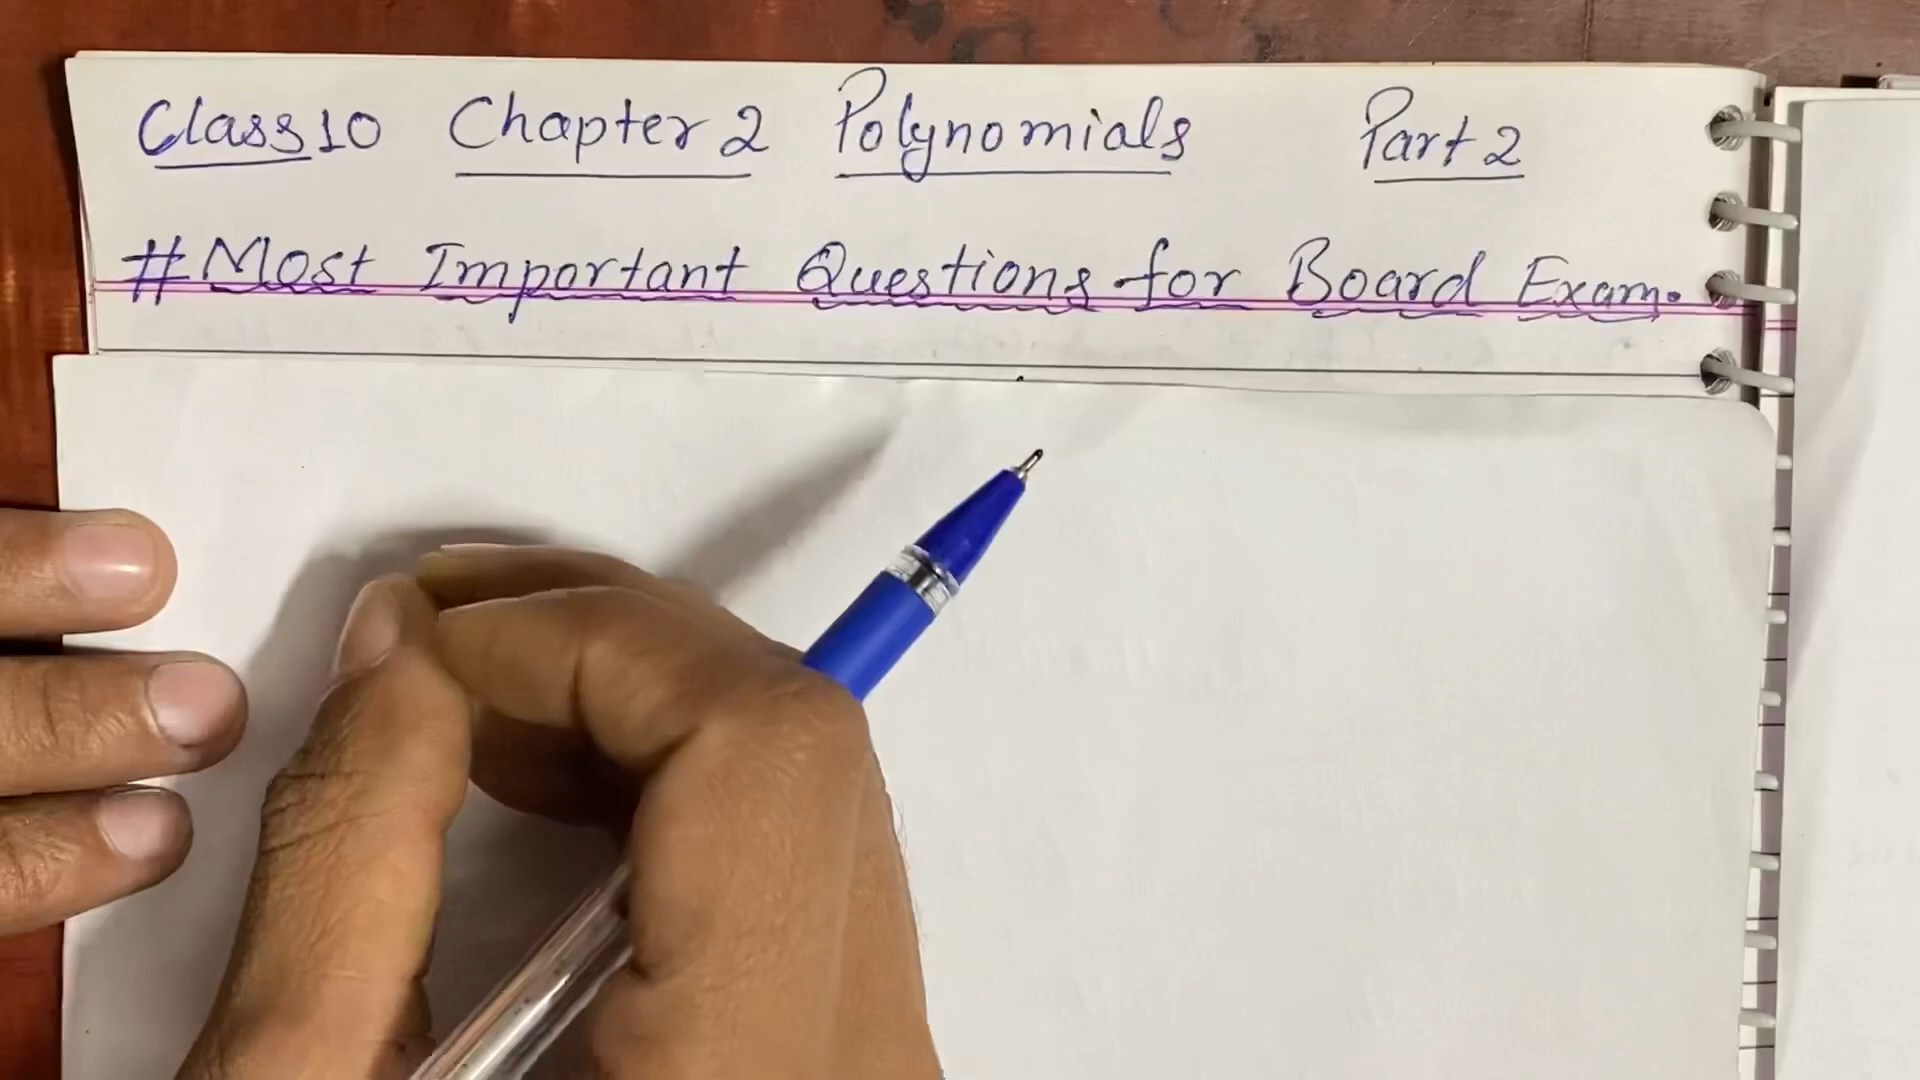 Class 10 Chapter 2 Polynomials Part 2
# Most Important Questions for Board Exam.